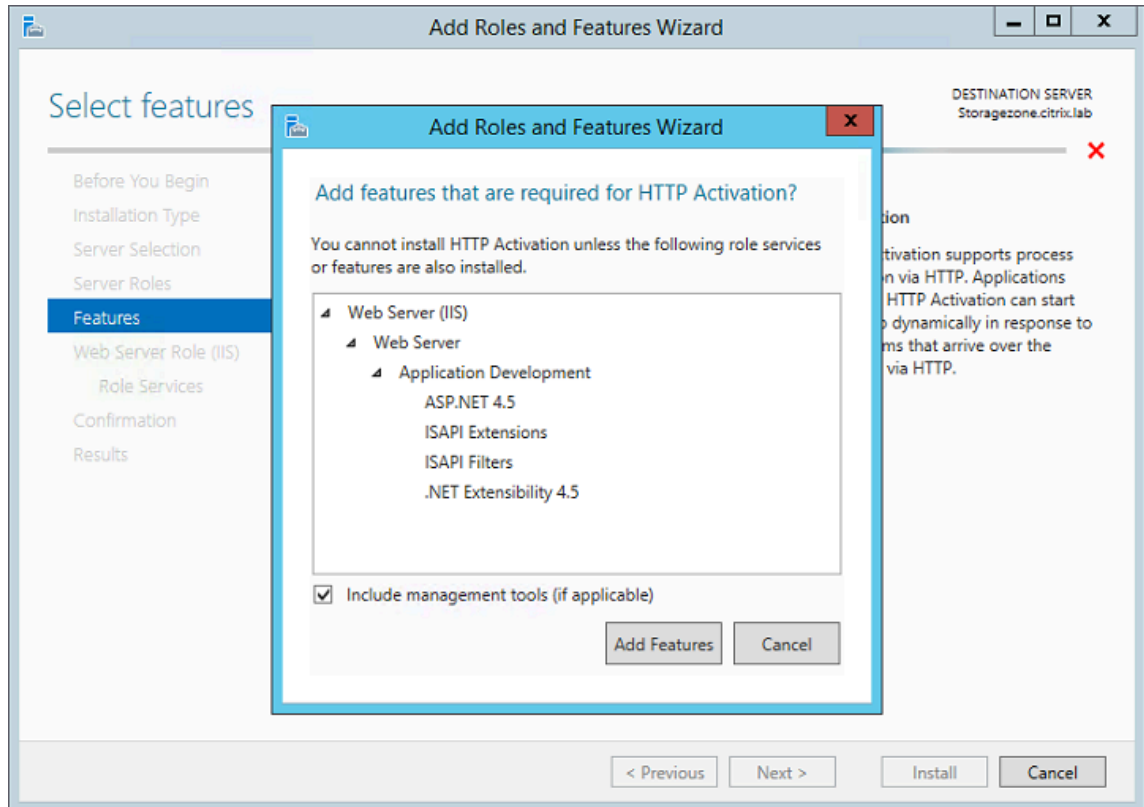 Add Roles and Features Wizard
Select features
DESTINATION SERVER
Storagezone.citrix.lab
Before You Begin
Installation Type
Server Selection
Server Roles
Features
Web Server Role (IIS)
Role Services
Confirmation
Results
Add Roles and Features Wizard
Add features that are required for HTTP Activation?
You cannot install HTTP Activation unless the following role services
or features are also installed.
Web Server (IIS)
Web Server
Application Development
ASP.NET 4.5
ISAPI Extensions
ISAPI Filters
.NET Extensibility 4.5
Include management tools (if applicable)
Add Features
Cancel
tion
tivation supports process
n via HTTP. Applications
HTTP Activation can start
dynamically in response to
ms that arrive over the
via HTTP.
< Previous
Next >
Install
Cancel